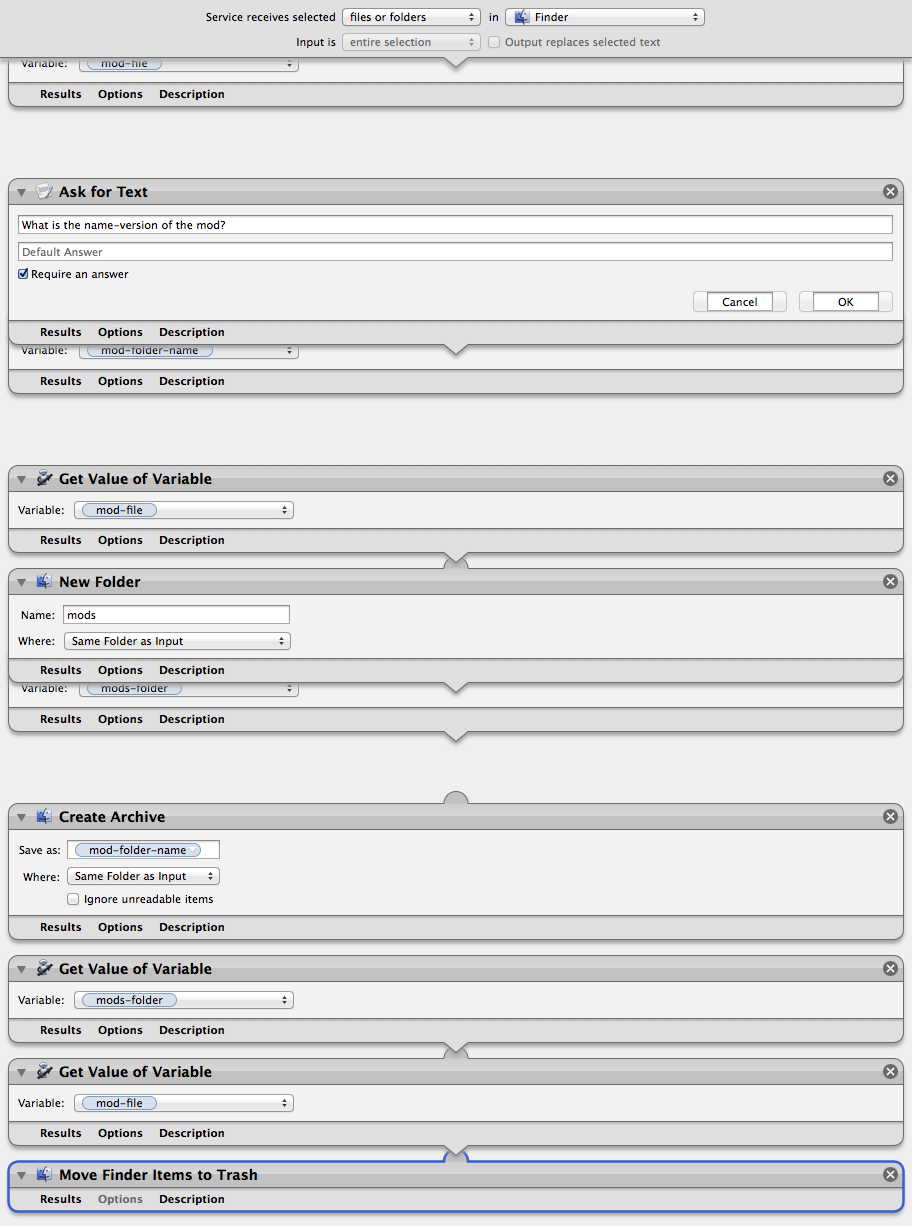 Service receives selected files or folders in Finder
Input is entire selection Output replaces selected text
Variable: mod-file
Results Options Description
Ask for Text
What is the name-version of the mod?
Default Answer
Require an answer
Cancel OK
Results Options Description
Variable: mod-folder-name
Results Options Description
Get Value of Variable
Variable: mod-file
Results Options Description
New Folder
Name: mods
Where: Same Folder as Input
Results Options Description
Variable: mods-folder
Results Options Description
Create Archive
Save as: mod-folder-name
Where: Same Folder as Input
Ignore unreadable items
Results Options Description
Get Value of Variable
Variable: mods-folder
Results Options Description
Get Value of Variable
Variable: mod-file
Results Options Description
Move Finder Items to Trash
Results Options Description